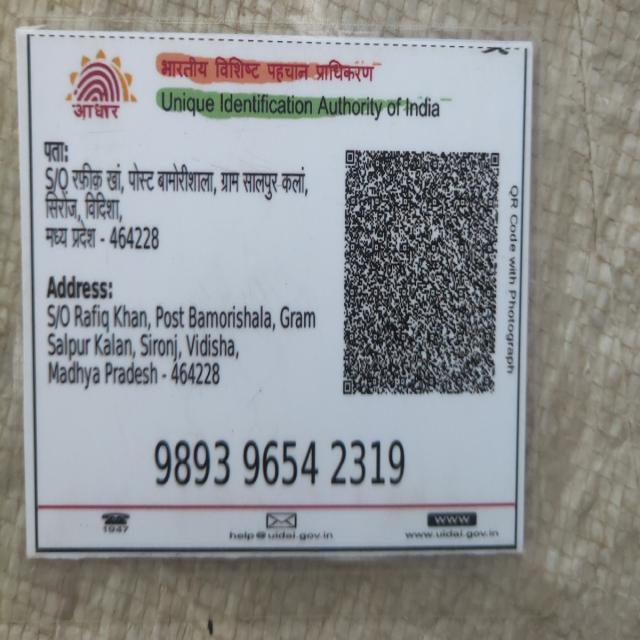 आधार
भारतीय विशिष्ट पहचान प्राधिकरण
Unique Identification Authority of India
पता:
S/O रफीक खां, पोस्ट बामोरीशाला, ग्राम सालपुर कलां,
सिरोंज, विदिशा,
मध्य प्रदेश - 464228
Address:
S/O Rafiq Khan, Post Bamorishala, Gram
Salpur Kalan, Sironj, Vidisha,
Madhya Pradesh - 464228
QR Code with Photograph
9893 9654 2319
1947
help@uidai.gov.in
WWW
www.uidai.gov.in